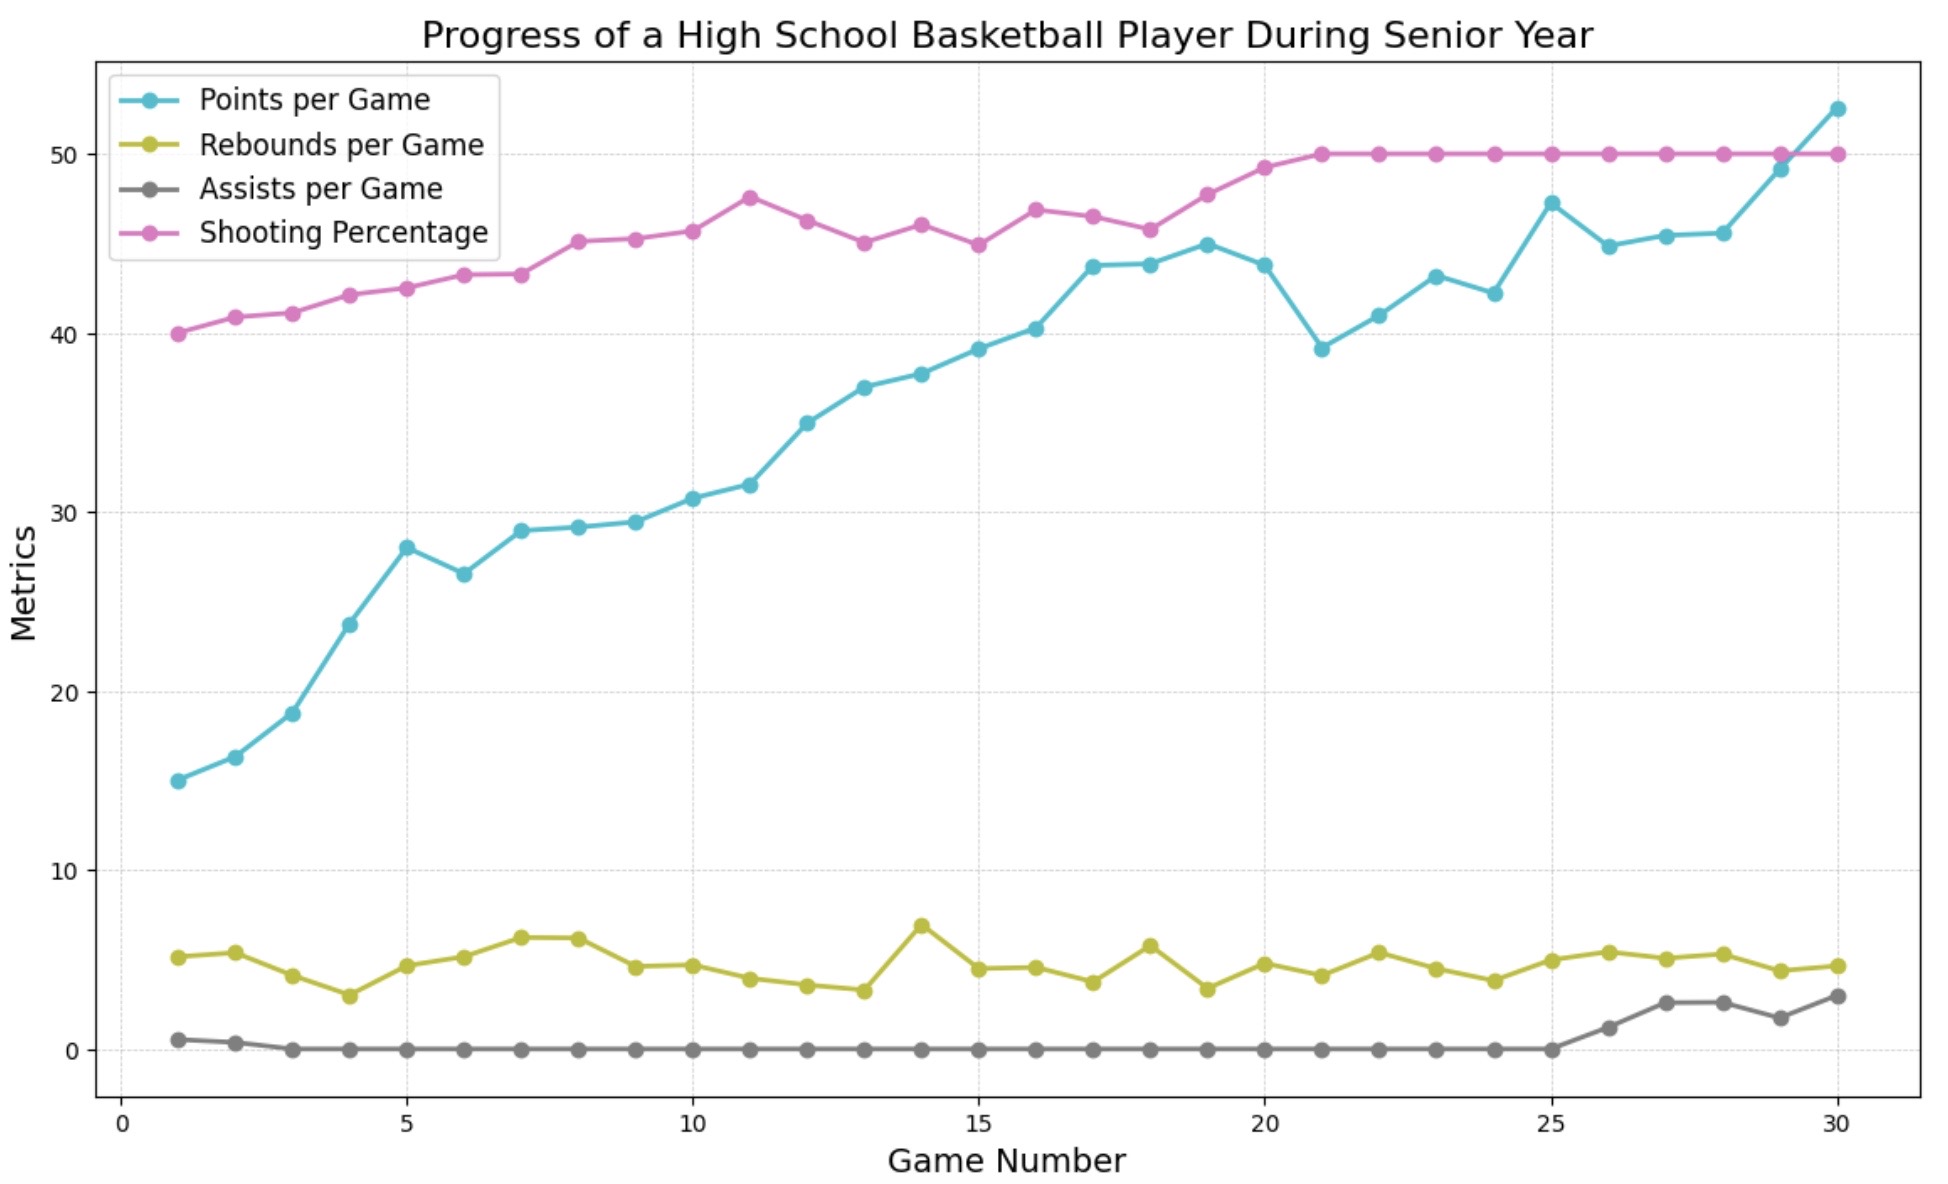 Progress of a High School Basketball Player During Senior Year
Points per Game
Rebounds per Game
Assists per Game
Shooting Percentage
Metrics
50
40
30
20
10
0
0 5 10 15 20 25 30
Game Number